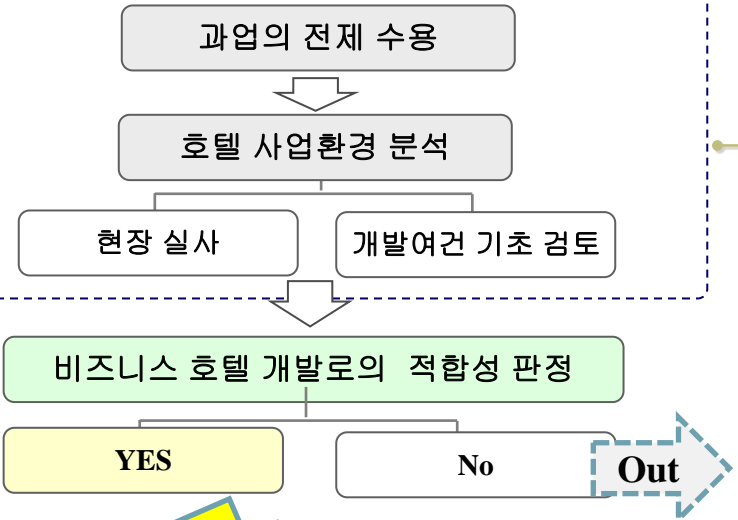 과업의 전제 수용
호텔 사업환경 분석
현장 실사
개발여건 기초 검토
비즈니스 호텔 개발로의 적합성 판정
YES
No
Out